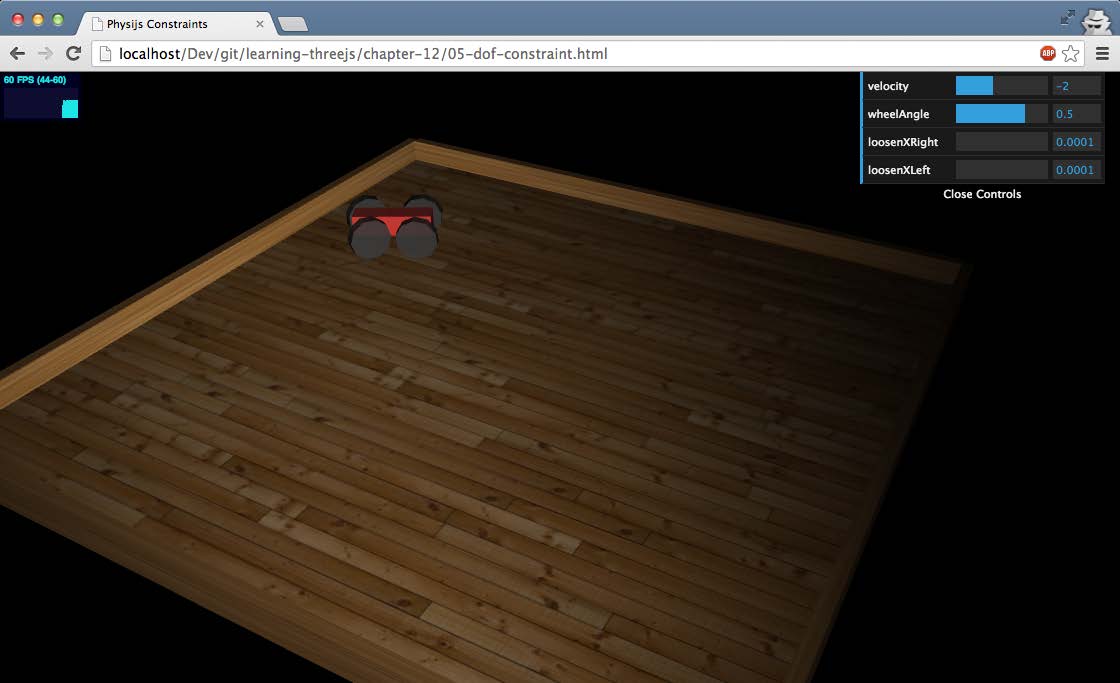 Physijs Constraints
localhost/Dev/git/learning-threejs/chapter-12/05-dof-constraint.html
ABP
60 FPS (44-60)
velocity -2
wheelAngle 0.5
loosenXRight 0.0001
loosenXLeft 0.0001
Close Controls